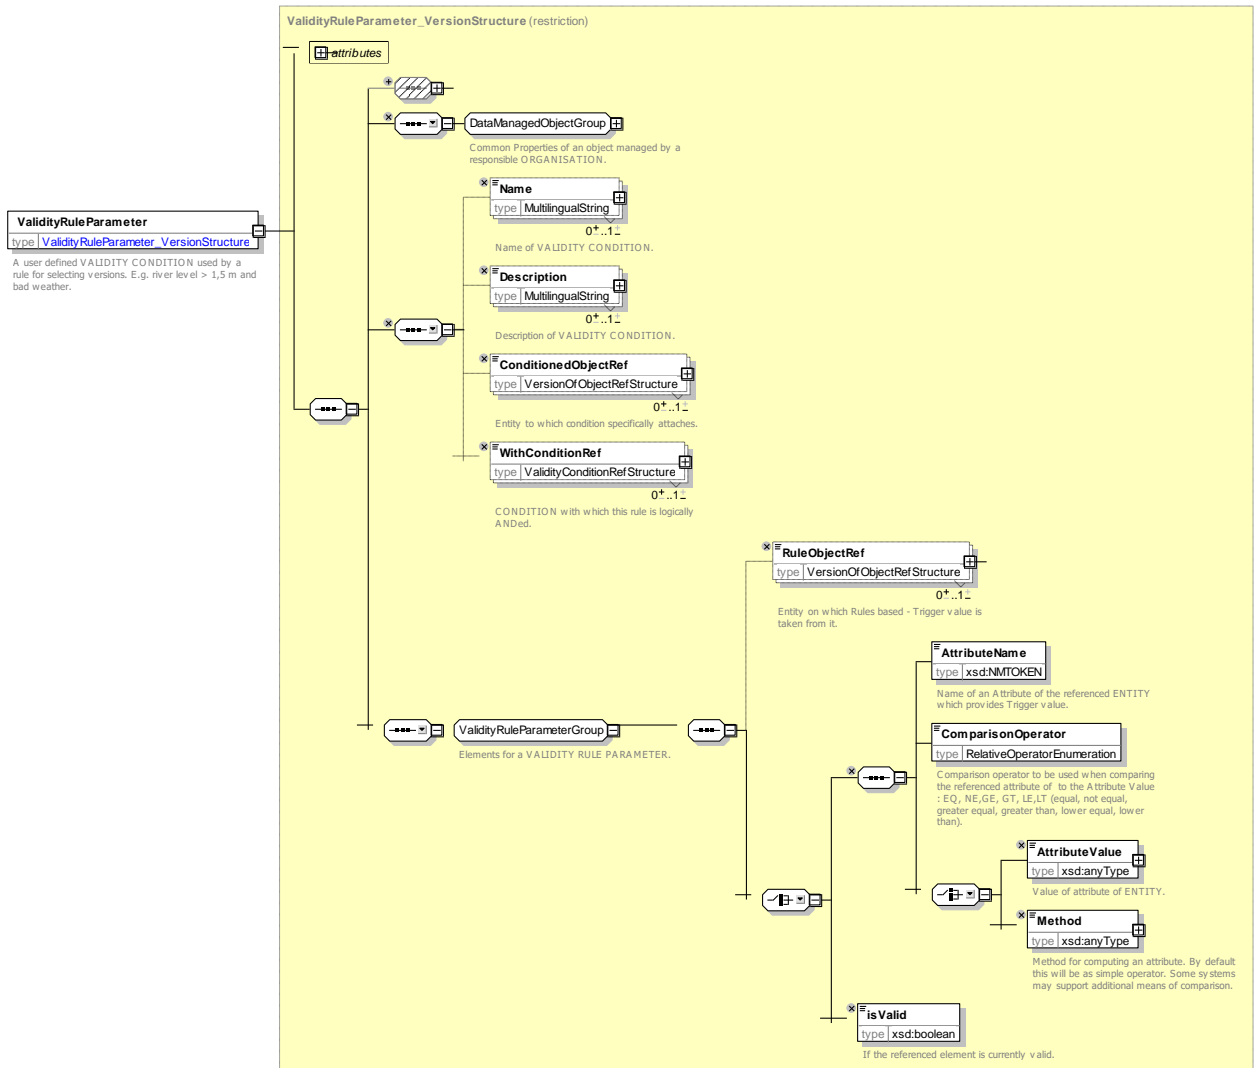 ValidityRuleParameter_VersionStructure (restriction)
attributes
DataManagedObjectGroup
Common Properties of an object managed by a
responsible ORGANISATION.
Name
type MultilingualString
0..1
Name of VALIDITY CONDITION.
ValidityRuleParameter
type ValidityRuleParameter_VersionStructure
A user defined VALIDITY CONDITION used by a
rule for selecting versions. E.g. river level > 1,5 m and
bad weather.
Description
type MultilingualString
0..1
Description of VALIDITY CONDITION.
ConditionedObjectRef
type VersionOfObjectRefStructure
0..1
Entity to which condition specifically attaches.
WithConditionRef
type ValidityConditionRefStructure
0..1
CONDITION with which this rule is logically
ANDed.
RuleObjectRef
type VersionOfObjectRefStructure
0..1
Entity on which Rules based - Trigger value is
taken from it.
AttributeName
type xsd:NMTOKEN
Name of an Attribute of the referenced ENTITY
which provides Trigger value.
ValidityRuleParameterGroup
Elements for a VALIDITY RULE PARAMETER.
ComparisonOperator
type RelativeOperatorEnumeration
Comparison operator to be used when comparing
the referenced attribute of to the Attribute Value
: EQ, NE,GE, GT, LE,LT (equal, not equal,
greater equal, greater than, lower equal, lower
than).
AttributeValue
type xsd:anyType
Value of attribute of ENTITY.
Method
type xsd:anyType
Method for computing an attribute. By default
this will be as simple operator. Some systems
may support additional means of comparison.
isValid
type xsd:boolean
If the referenced element is currently valid.